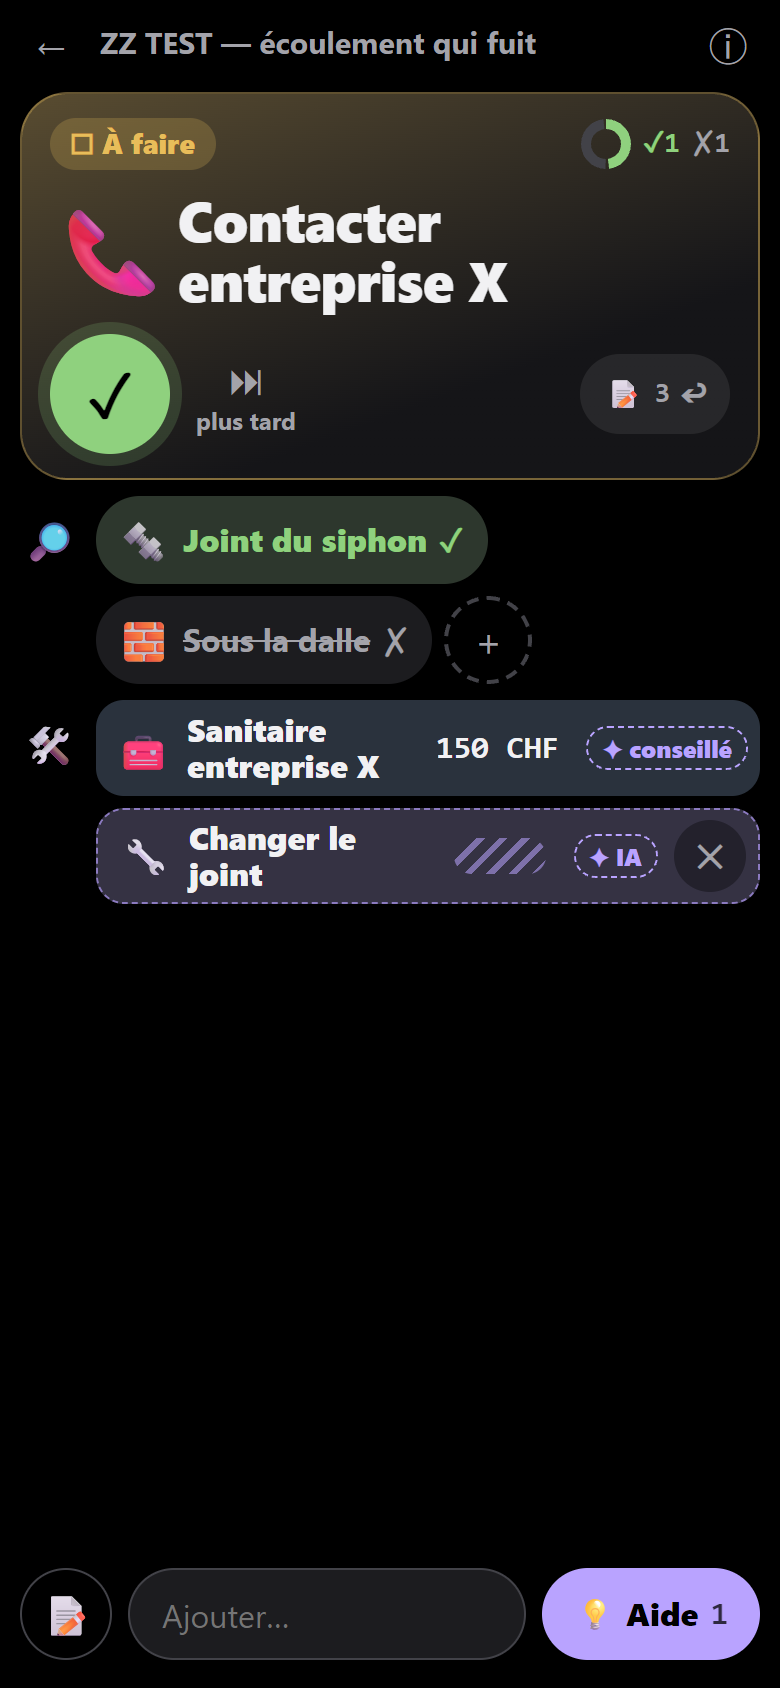 ← ZZ TEST — écoulement qui fuit ⓘ
☐ À faire
✓1 ✗1
Contacter
entreprise X
✓
plus tard
3
Joint du siphon ✓
Sous la dalle ✗
+
Sanitaire
entreprise X
150 CHF
✦ conseillé
Changer le
joint
✦ IA
×
Ajouter...
Aide 1